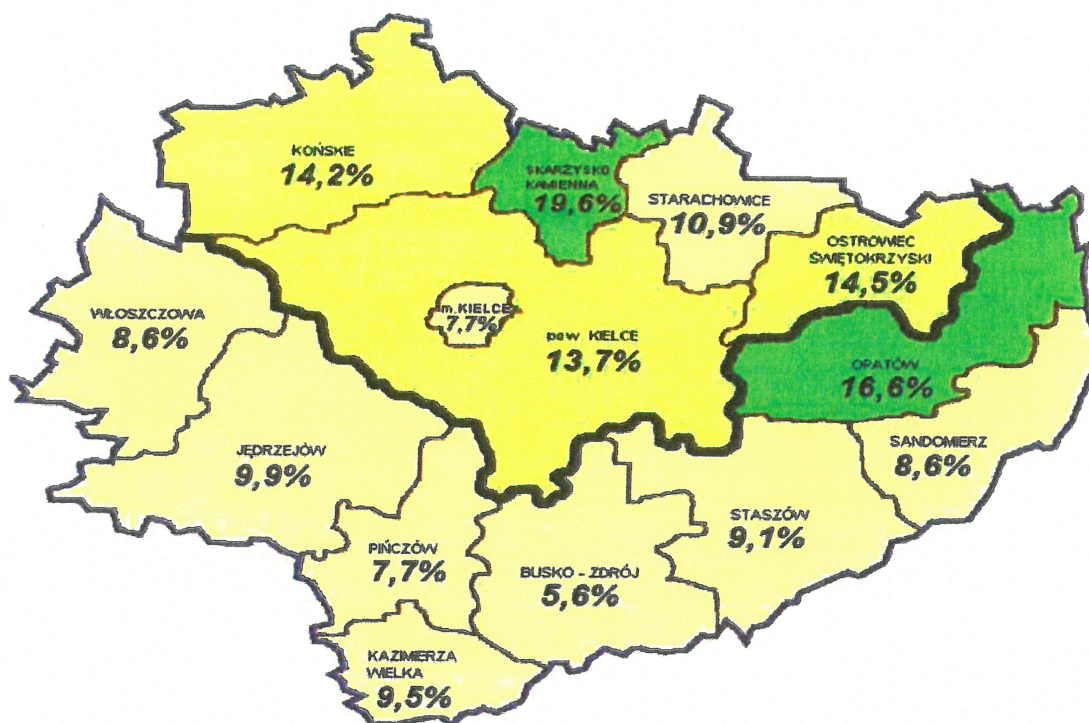 KOŃSKIE
14,2%
SKARŻYSKO
KAMIENNA
19,6%
STARACHOWICE
10,9%
OSTROWIEC
ŚWIĘTOKRZYSKI
14,5%
WŁOSZCZOWA
8,6%
m. KIELCE
7,7%
pow. KIELCE
13,7%
OPATÓW
16,6%
SANDOMIERZ
8,6%
JĘDRZEJÓW
9,9%
STASZÓW
9,1%
PIŃCZÓW
7,7%
BUSKO - ZDRÓJ
5,6%
KAZIMIERZA
WIELKA
9,5%